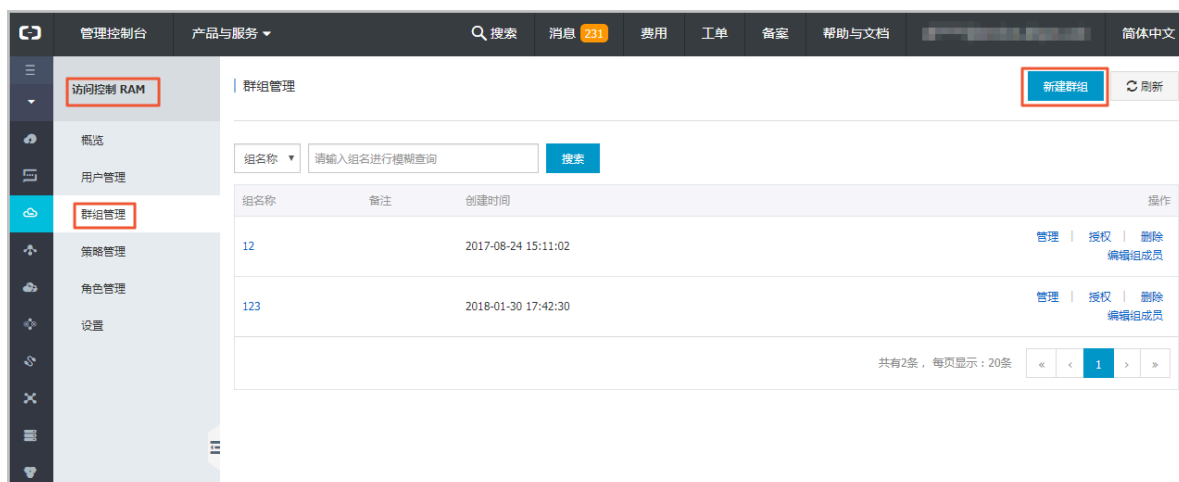 管理控制台 产品与服务 搜索 消息 231 费用 工单 备案 帮助与文档 简体中文
访问控制 RAM
概览
用户管理
群组管理
策略管理
角色管理
设置
群组管理 新建群组 刷新
组名称 请输入组名进行模糊查询 搜索
组名称 备注 创建时间 操作
12 2017-08-24 15:11:02 管理 | 授权 | 删除
编辑组成员
123 2018-01-30 17:42:30 管理 | 授权 | 删除
编辑组成员
共有2条，每页显示：20条 « ‹ 1 › »